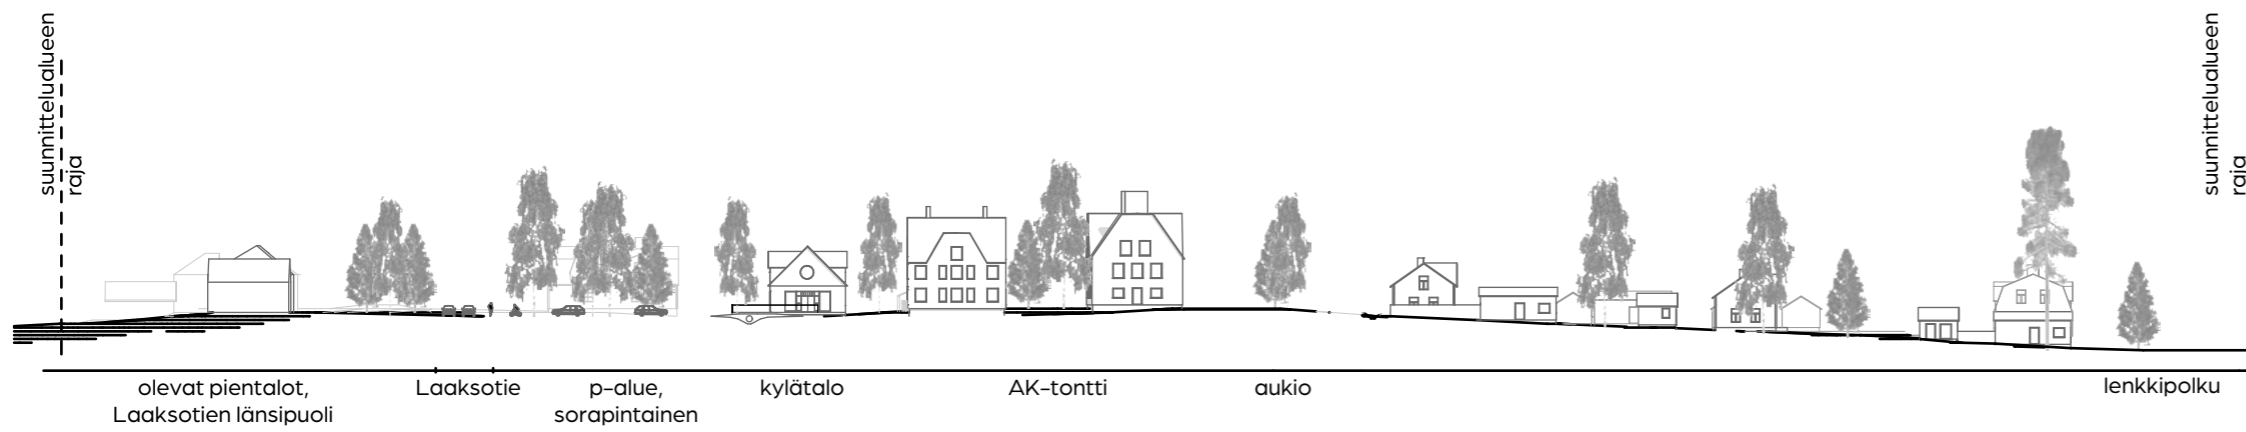 suunnittelualueen
raja
suunnittelualueen
raja
olevat pientalot,
Laaksotien länsipuoli
Laaksotie
p-alue,
sorapintainen
kylätalo
AK-tontti
aukio
lenkkipolku